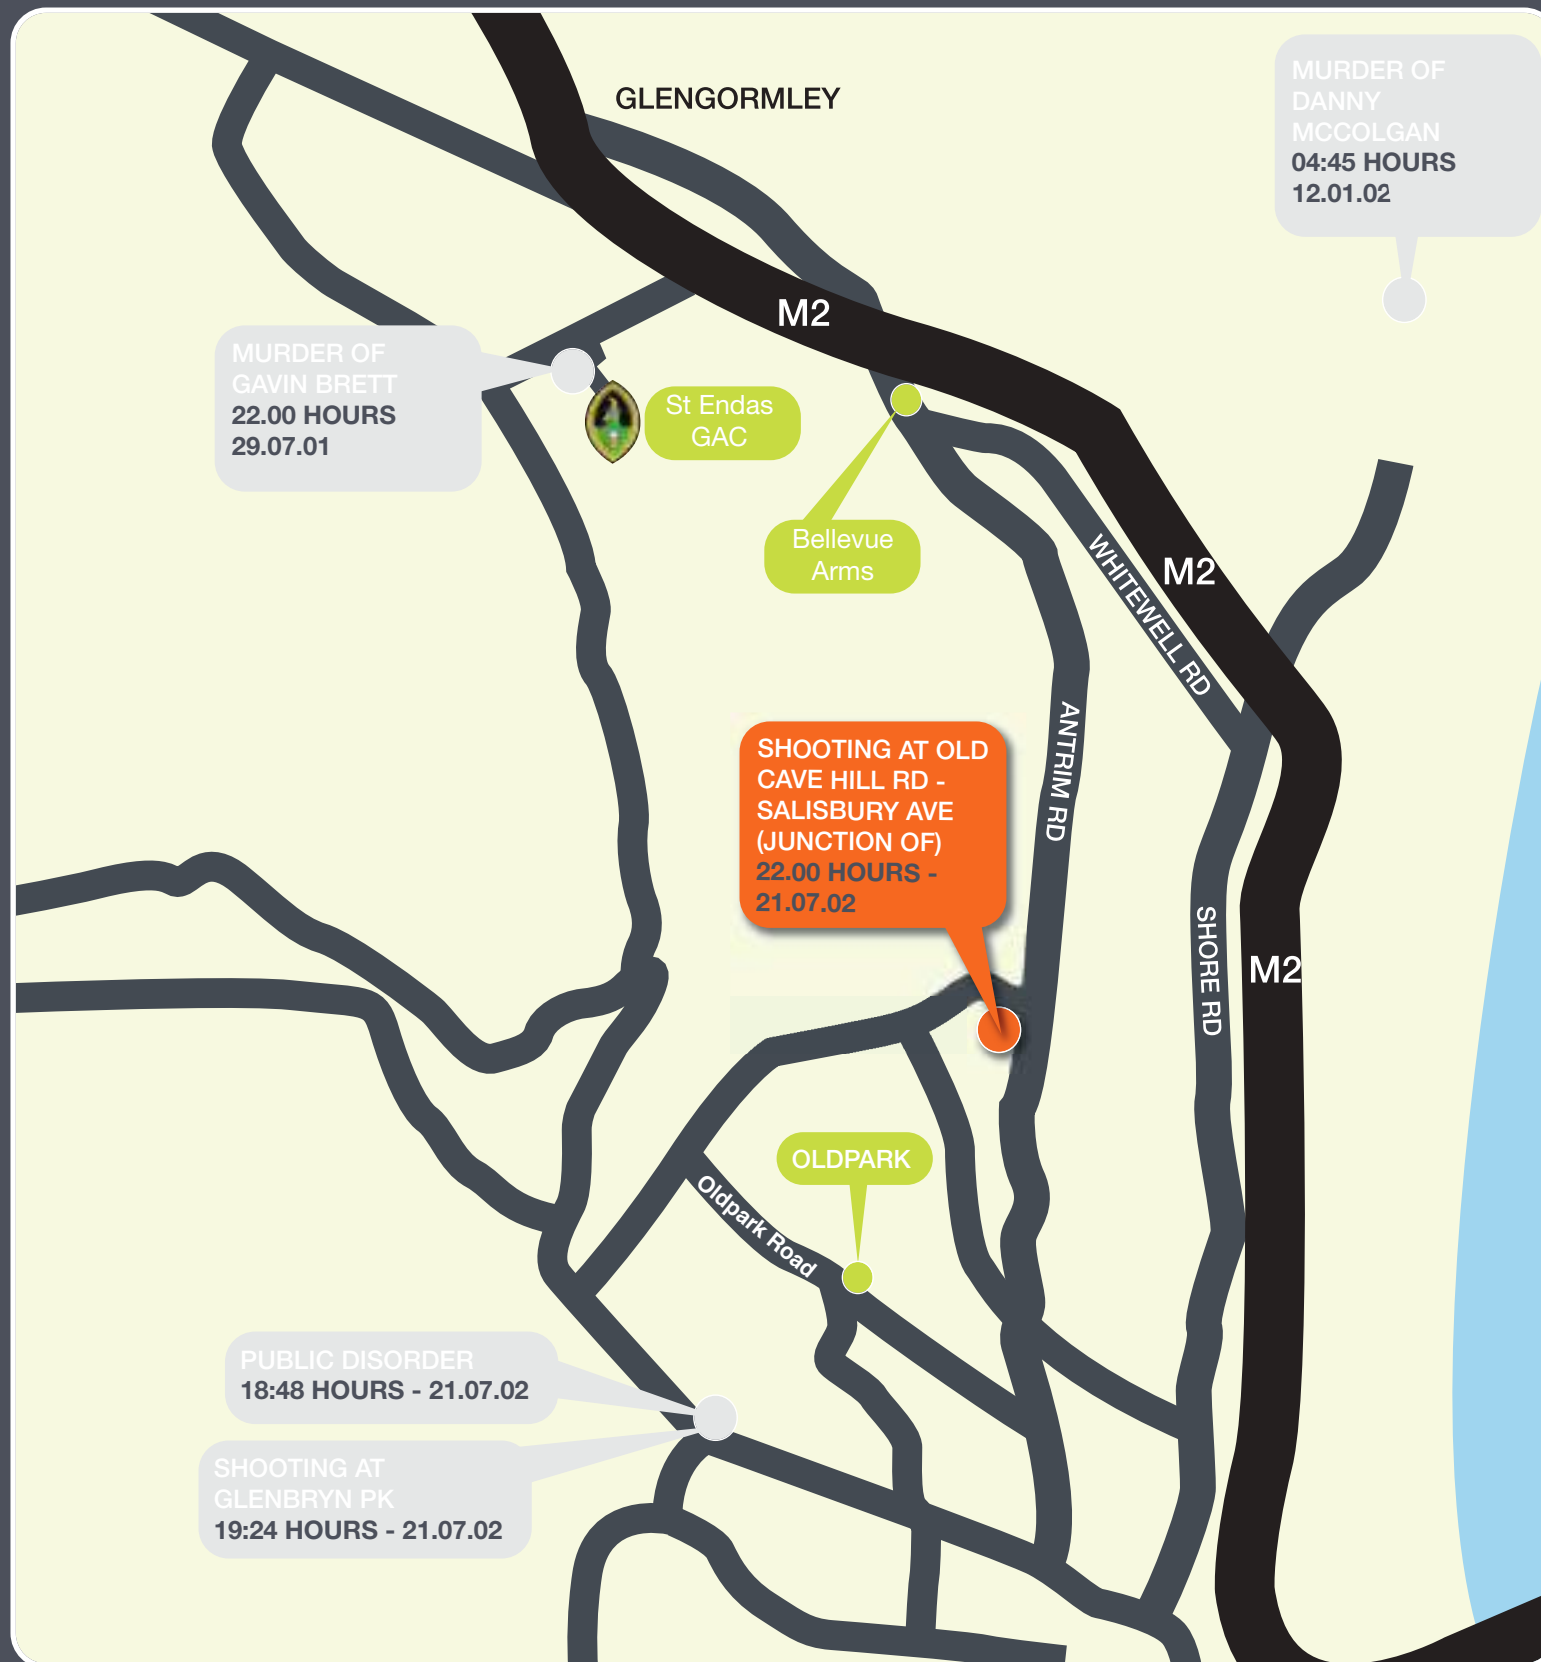 GLENGORMLEY
MURDER OF
DANNY
MCCOLGAN
04:45 HOURS
12.01.02
M2
MURDER OF
GAVIN BRETT
22.00 HOURS
29.07.01
St Endas
GAC
Bellevue
Arms
WHITEWELL RD
M2
ANTRIM RD
SHOOTING AT OLD
CAVE HILL RD -
SALISBURY AVE
(JUNCTION OF)
22.00 HOURS -
21.07.02
SHORE RD
M2
OLDPARK
Oldpark Road
PUBLIC DISORDER
18:48 HOURS - 21.07.02
SHOOTING AT
GLENBRYN PK
19:24 HOURS - 21.07.02